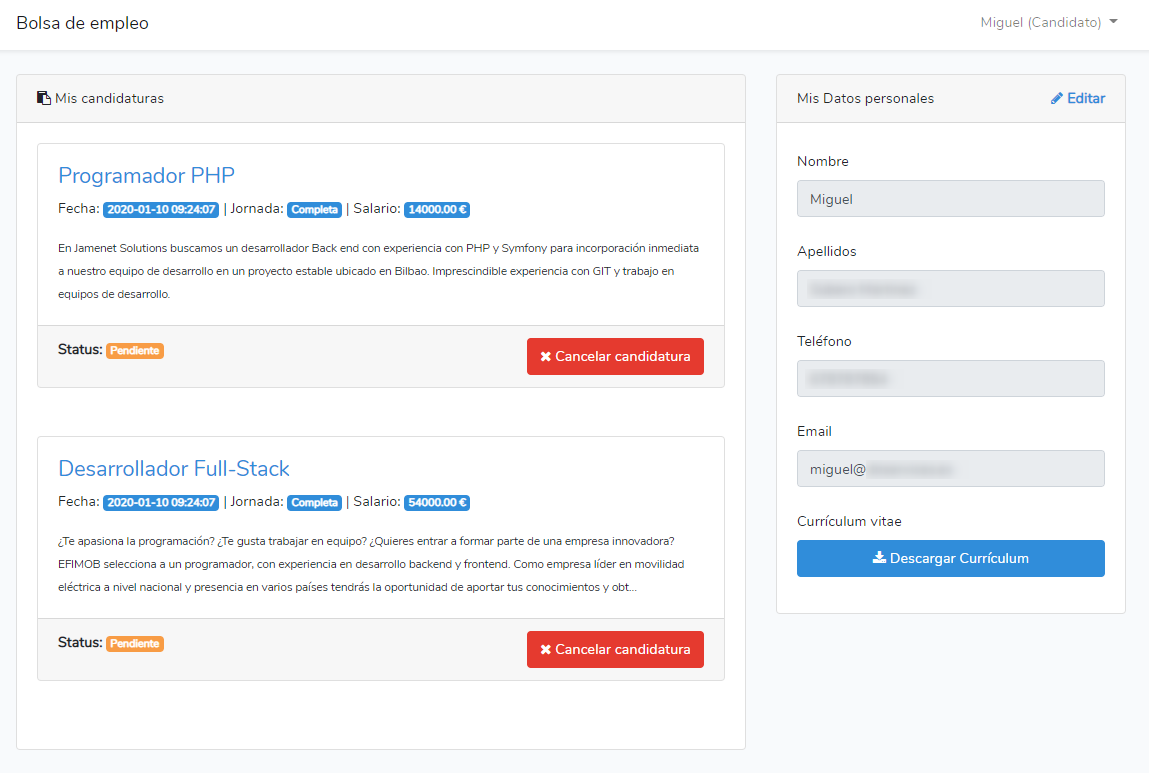 Bolsa de empleo
Miguel (Candidato)
Mis candidaturas
Programador PHP
Fecha: 2020-01-10 09:24:07 | Jornada: Completa | Salario: 14000.00 €
En Jamenet Solutions buscamos un desarrollador Back end con experiencia con PHP y Symfony para incorporación inmediata
a nuestro equipo de desarrollo en un proyecto estable ubicado en Bilbao. Imprescindible experiencia con GIT y trabajo en
equipos de desarrollo.
Status: Pendiente
Cancelar candidatura
Desarrollador Full-Stack
Fecha: 2020-01-10 09:24:07 | Jornada: Completa | Salario: 54000.00 €
¿Te apasiona la programación? ¿Te gusta trabajar en equipo? ¿Quieres entrar a formar parte de una empresa innovadora?
EFIMOB selecciona a un programador, con experiencia en desarrollo backend y frontend. Como empresa líder en movilidad
eléctrica a nivel nacional y presencia en varios países tendrás la oportunidad de aportar tus conocimientos y obt...
Status: Pendiente
Cancelar candidatura
Mis Datos personales
Editar
Nombre
Miguel
Apellidos
Teléfono
Email
miguel@
Currículum vitae
Descargar Currículum